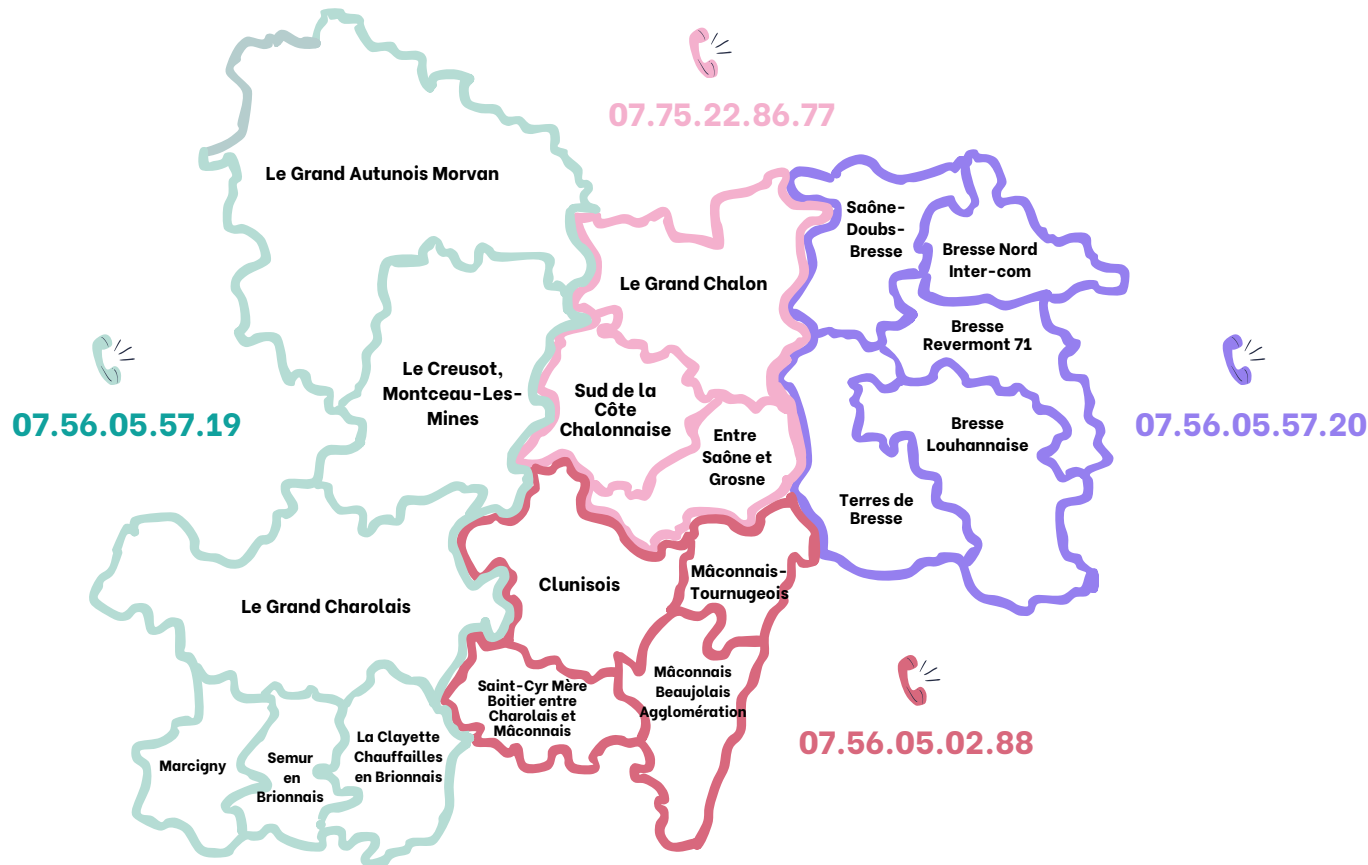 07.75.22.86.77
Le Grand Autunois Morvan
Saône-
Doubs-
Bresse
Bresse Nord
Inter-com
Le Grand Chalon
Bresse
Revermont 71
Le Creusot,
Montceau-Les-
Mines
Sud de la
Côte
Chalonnaise
07.56.05.57.19
07.56.05.57.20
Bresse
Louhannaise
Entre
Saône et
Grosne
Terres de
Bresse
Clunisois
Mâconnais-
Tournugeois
Le Grand Charolais
Saint-Cyr Mère
Boitier entre
Charolais et
Mâconnais
Mâconnais
Beaujolais
Agglomération
07.56.05.02.88
Marcigny
Semur
en
Brionnais
La Clayette
Chauffailles
en Brionnais